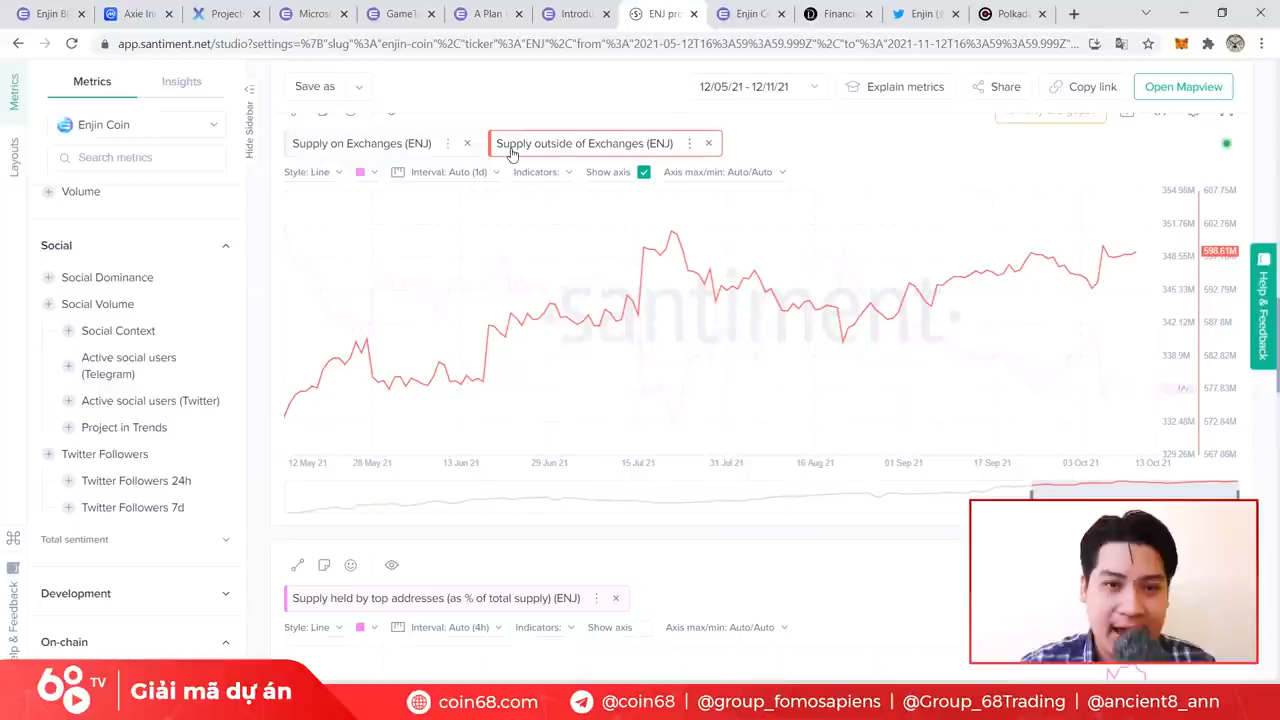 Enjin Bl
Axie In
Project
Micros
GameT
A Plan
Introdu
ENJ pro
Enjin C
Financi
Enjin (
Polkado
app.santiment.net/studio?settings=%7B"slug"%3A"enjin-coin"%2C"ticker"%3A"ENJ"%2C"from"%3A"2021-05-12T16%3A59%3A59.999Z"%2C"to"%3A"2021-11-12T16%3A59%3A59.999Z"%...
Metrics
Layouts
Help & Feedback
Metrics
Insights
Hide Sidebar
Enjin Coin
Search metrics
Volume
Social
Social Dominance
Social Volume
Social Context
Active social users
(Telegram)
Active social users (Twitter)
Project in Trends
Twitter Followers
Twitter Followers 24h
Twitter Followers 7d
Total sentiment
Development
On-chain
Save as
12/05/21 - 12/11/21
Explain metrics
Share
Copy link
Open Mapview
Supply on Exchanges (ENJ)
Supply outside of Exchanges (ENJ)
Style: Line
Interval: Auto (1d)
Indicators:
Show axis
Axis max/min: Auto/Auto
354.98M 607.75M
351.76M 602.76M
598.61M
348.55M
345.33M 592.79M
342.12M 587.8M
338.9M 582.82M
577.83M
332.48M 572.84M
329.26M 567.86M
·santiment·
12 May 21
28 May 21
13 Jun 21
29 Jun 21
15 Jul 21
31 Jul 21
16 Aug 21
01 Sep 21
17 Sep 21
03 Oct 21
13 Oct 21
Help & Feedback
Supply held by top addresses (as % of total supply) (ENJ)
Style: Line
Interval: Auto (4h)
Indicators:
Show axis
Axis max/min: Auto/Auto
68 TV
Giải mã dự án
coin68.com
@coin68 | @group_fomosapiens | @Group_68Trading | @ancient8_ann